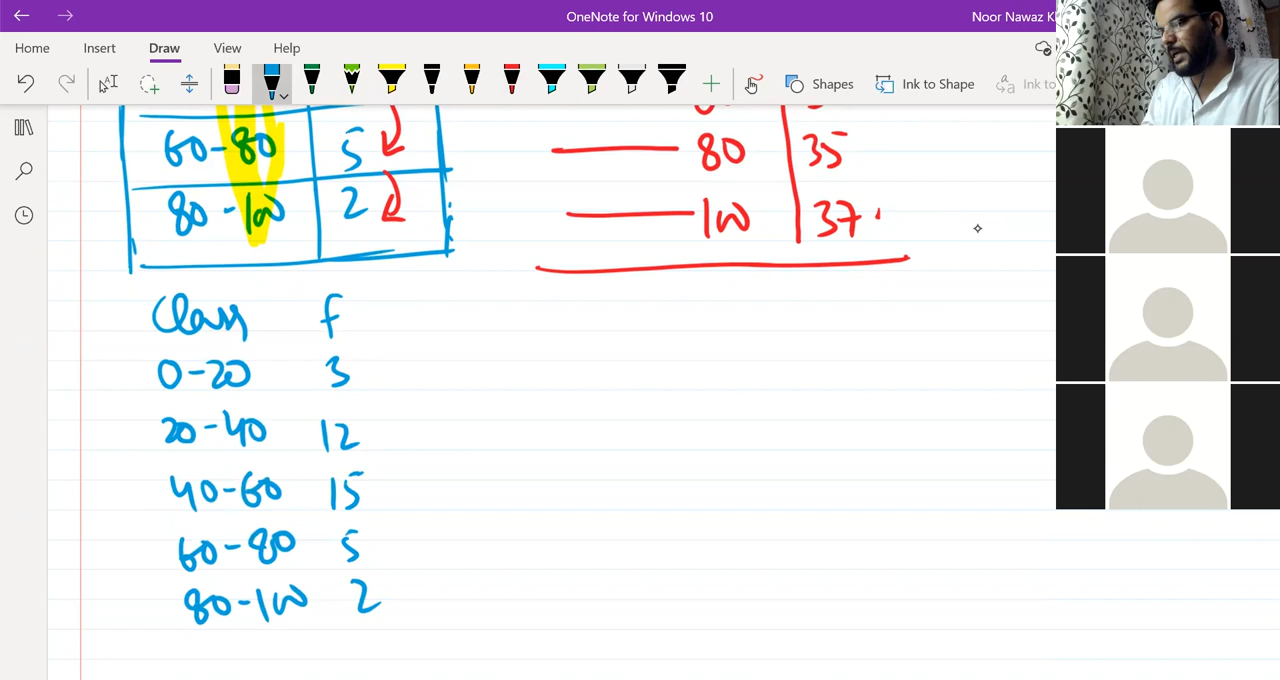 OneNote for Windows 10
Noor Nawaz K
Home Insert Draw View Help
Shapes Ink to Shape Ink to
60-80 5
80-100 2
80 35
100 37
Class f
0-20 3
20-40 12
40-60 15
60-80 5
80-100 2